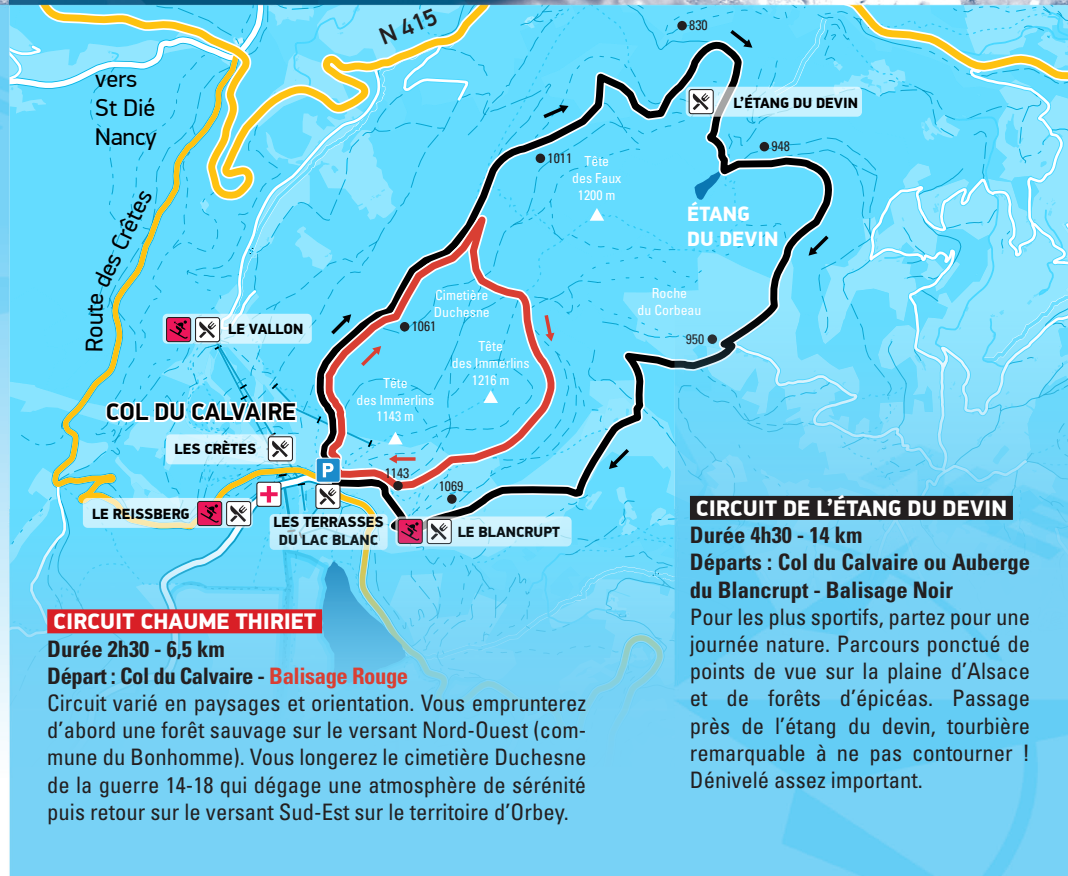 N 415
830
vers
St Dié
Nancy
L'ÉTANG DU DEVIN
948
1011
Tête
des Faux
1200 m
ÉTANG
DU DEVIN
Route des Crêtes
Cimetière
Duchesne
Roche
du Corbeau
LE VALLON
1061
950
Tête
des Immerlins
1216 m
Tête
des Immerlins
1143 m
COL DU CALVAIRE
LES CRÈTES
P
1143
1069
LE REISSBERG
LES TERRASSES
DU LAC BLANC
LE BLANCRUPT
CIRCUIT CHAUME THIRIET
Durée 2h30 - 6,5 km
Départ : Col du Calvaire - Balisage Rouge
Circuit varié en paysages et orientation. Vous emprunterez
d'abord une forêt sauvage sur le versant Nord-Ouest (com-
mune du Bonhomme). Vous longerez le cimetière Duchesne
de la guerre 14-18 qui dégage une atmosphère de sérénité
puis retour sur le versant Sud-Est sur le territoire d'Orbey.
CIRCUIT DE L'ÉTANG DU DEVIN
Durée 4h30 - 14 km
Départs : Col du Calvaire ou Auberge
du Blancrupt - Balisage Noir
Pour les plus sportifs, partez pour une
journée nature. Parcours ponctué de
points de vue sur la plaine d'Alsace
et de forêts d'épicéas. Passage
près de l'étang du devin, tourbière
remarquable à ne pas contourner !
Dénivelé assez important.